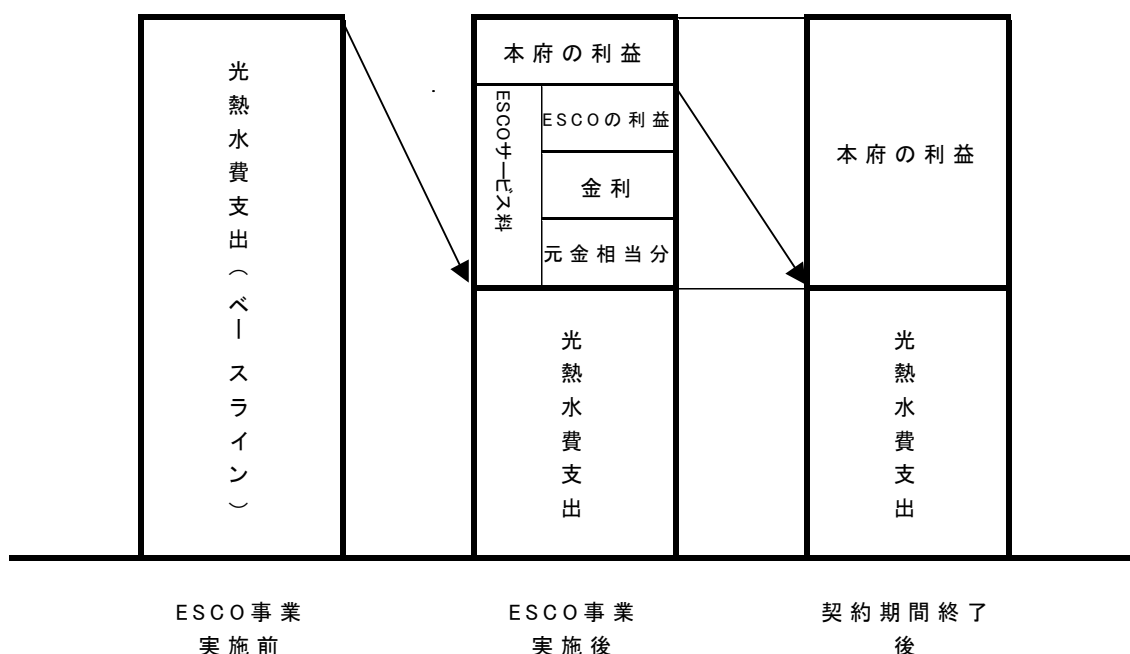 光熱水費支出（ベースライン）
本府の利益
ESCOサービス料
ESCOの利益
金利
元金相当分
光熱水費支出
本府の利益
光熱水費支出
ESCO事業
実施前
ESCO事業
実施後
契約期間終了
後